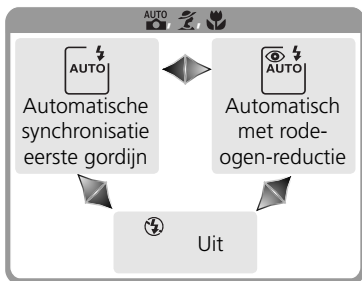 AUTO
AUTO
Automatische
synchronisatie
eerste gordijn
AUTO
Automatisch
met rode-
ogen-reductie
Uit